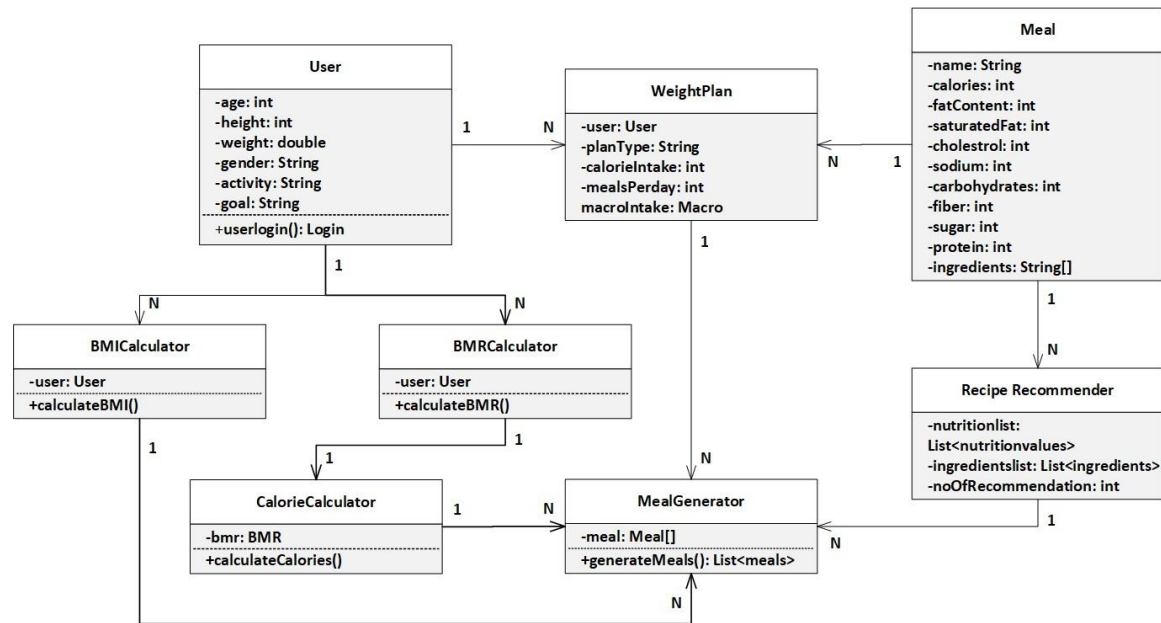 User
-age: int
-height: int
-weight: double
-gender: String
-activity: String
-goal: String
+userlogin(): Login
1
N
WeightPlan
-user: User
-planType: String
-calorieIntake: int
-mealsPerday: int
macroIntake: Macro
N
1
Meal
-name: String
-calories: int
-fatContent: int
-saturatedFat: int
-cholestrol: int
-sodium: int
-carbohydrates: int
-fiber: int
-sugar: int
-protein: int
-ingredients: String[]
1
1
1
N
N
N
BMICalculator
-user: User
+calculateBMI()
BMRCalculator
-user: User
+calculateBMR()
Recipe Recommender
-nutritionlist:
List<nutritionvalues>
-ingredientslist: List<ingredients>
-noOfRecommendation: int
1
1
1
N
1
N
CalorieCalculator
-bmr: BMR
+calculateCalories()
1
N
MealGenerator
-meal: Meal[]
+generateMeals(): List<meals>
N